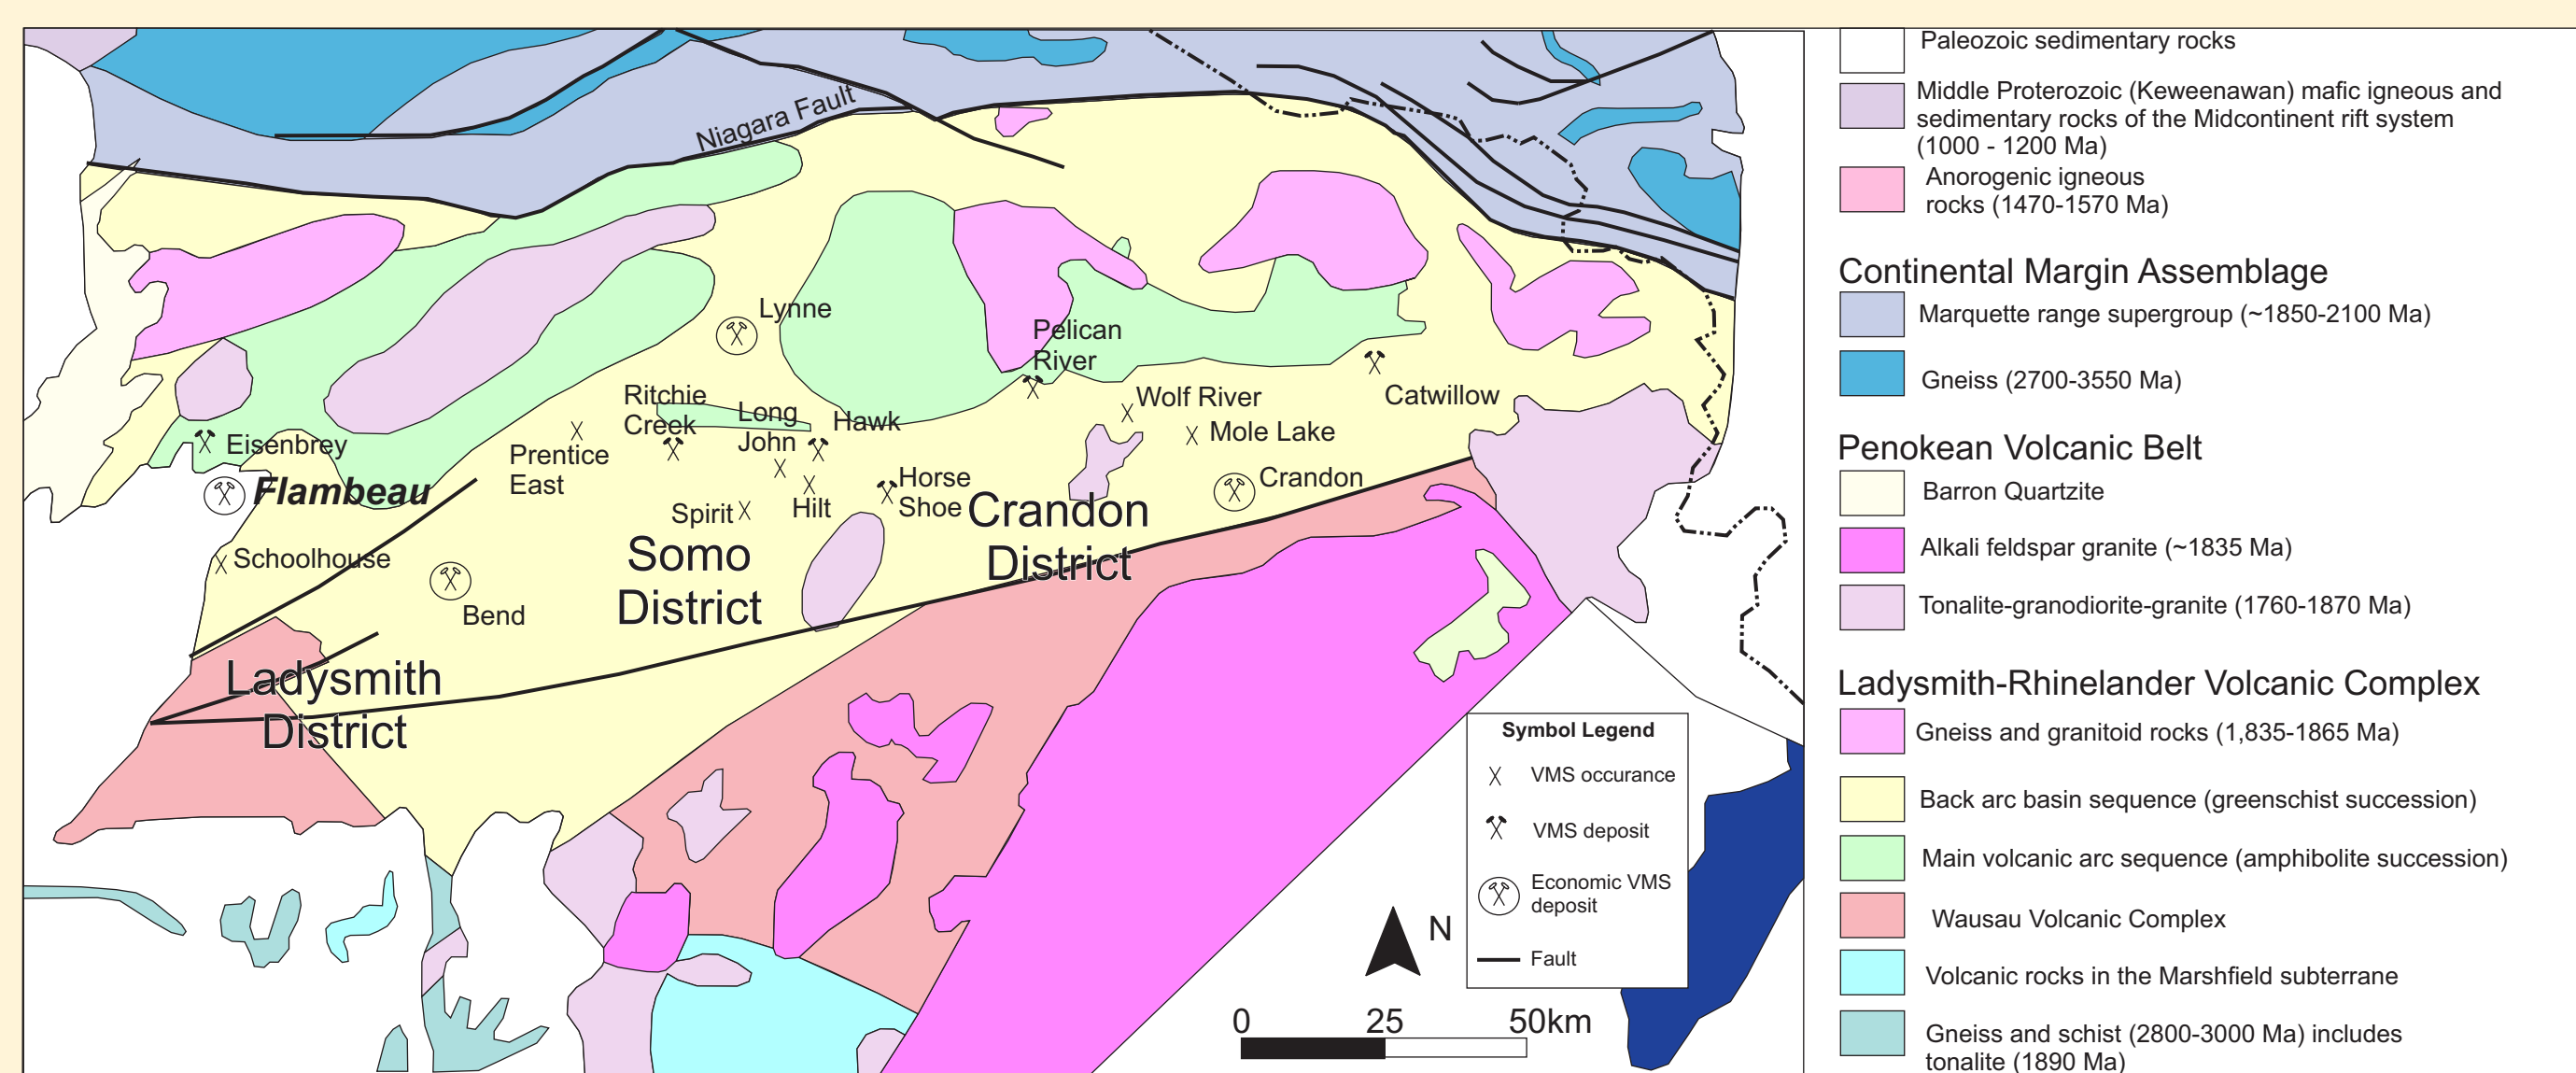 Niagara Fault
Lynne
Pelican
River
Ritchie
Creek
Long
John
Hawk
Wolf River
Catwillow
Mole Lake
Eisenbrey
Prentice
East
Flambeau
Horse
Shoe
Crandon
Spirit
Hilt
Crandon
District
Schoolhouse
Somo
District
Bend
Ladysmith
District
Symbol Legend
VMS occurance
VMS deposit
Economic VMS
deposit
Fault
N
0 25 50km
Paleozoic sedimentary rocks
Middle Proterozoic (Keweenawan) mafic igneous and
sedimentary rocks of the Midcontinent rift system
(1000 - 1200 Ma)
Anorogenic igneous
rocks (1470-1570 Ma)
Continental Margin Assemblage
Marquette range supergroup (~1850-2100 Ma)
Gneiss (2700-3550 Ma)
Penokean Volcanic Belt
Barron Quartzite
Alkali feldspar granite (~1835 Ma)
Tonalite-granodiorite-granite (1760-1870 Ma)
Ladysmith-Rhinelander Volcanic Complex
Gneiss and granitoid rocks (1,835-1865 Ma)
Back arc basin sequence (greenschist succession)
Main volcanic arc sequence (amphibolite succession)
Wausau Volcanic Complex
Volcanic rocks in the Marshfield subterrane
Gneiss and schist (2800-3000 Ma) includes
tonalite (1890 Ma)